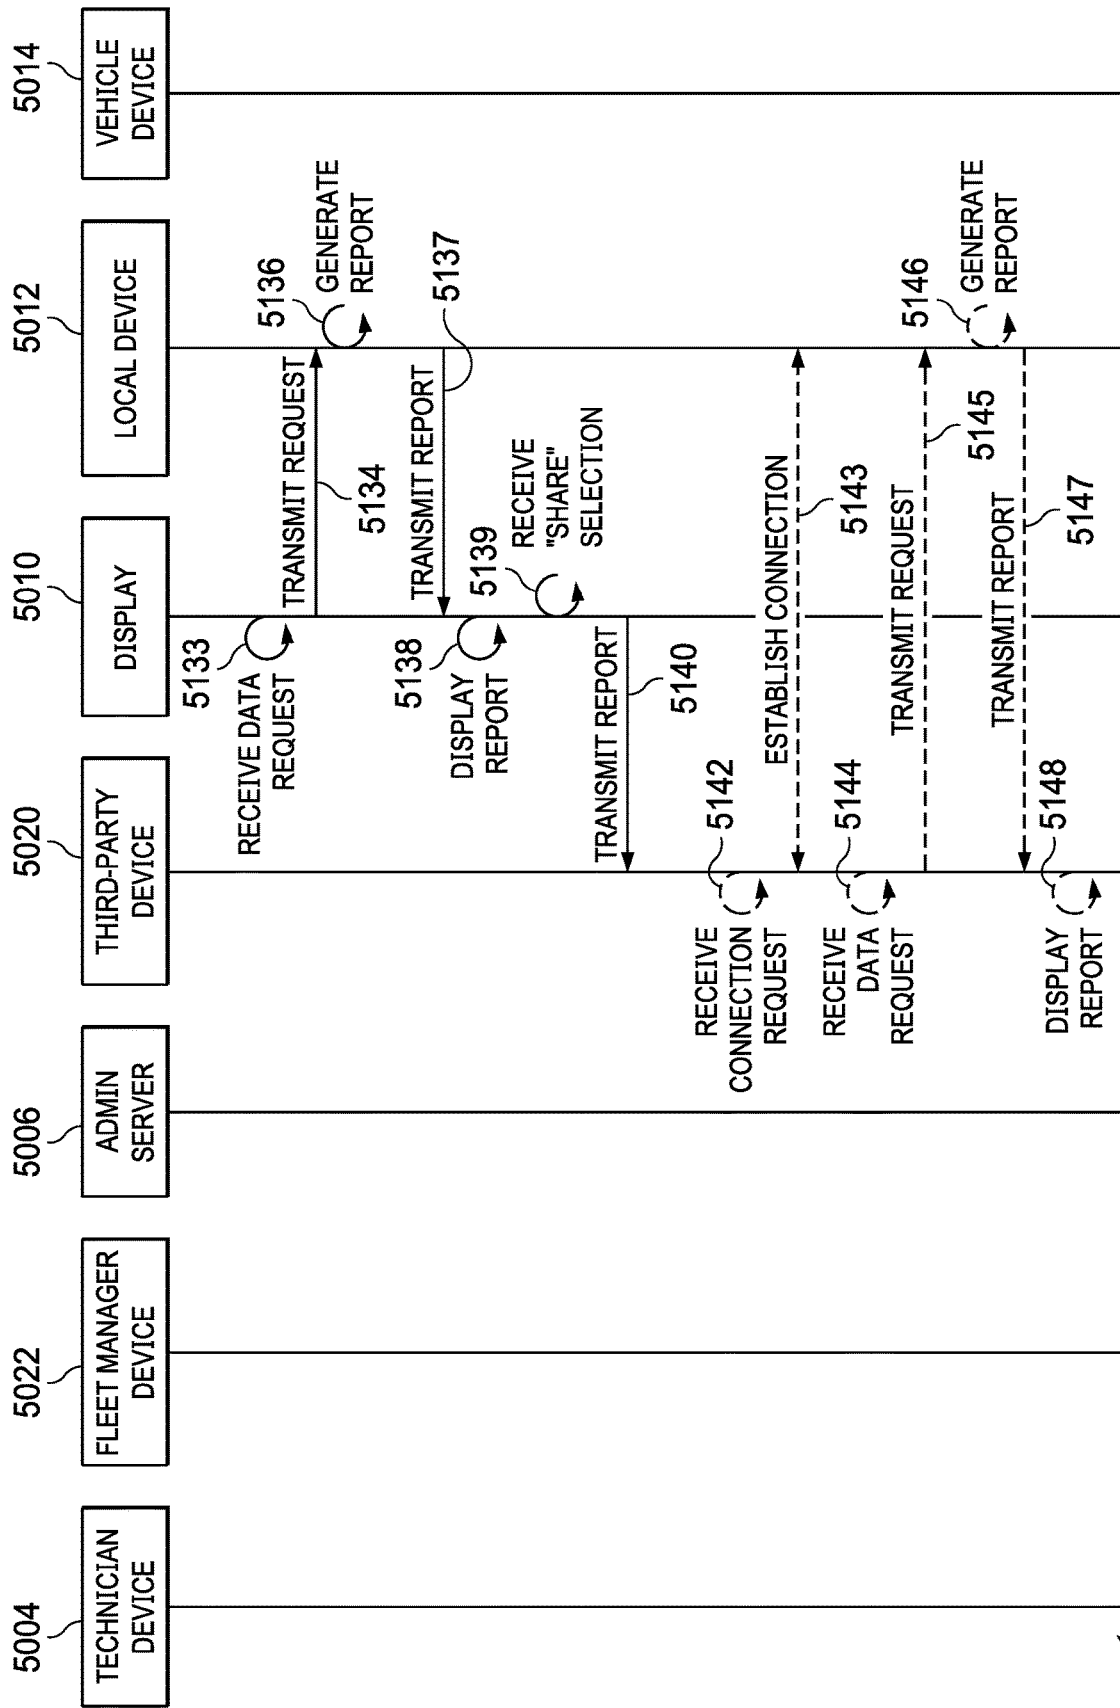 5004
TECHNICIAN
DEVICE
5022
FLEET MANAGER
DEVICE
5006
ADMIN
SERVER
5020
THIRD-PARTY
DEVICE
5010
DISPLAY
5012
LOCAL DEVICE
5014
VEHICLE
DEVICE
5133
RECEIVE DATA
REQUEST
TRANSMIT REQUEST
5134
5136
GENERATE
REPORT
TRANSMIT REPORT
5137
5138
DISPLAY
REPORT
5139
RECEIVE
"SHARE"
SELECTION
TRANSMIT REPORT
5140
5142
RECEIVE
CONNECTION
REQUEST
ESTABLISH CONNECTION
5143
5144
RECEIVE
DATA
REQUEST
TRANSMIT REQUEST
5145
5146
GENERATE
REPORT
TRANSMIT REPORT
5147
5148
DISPLAY
REPORT